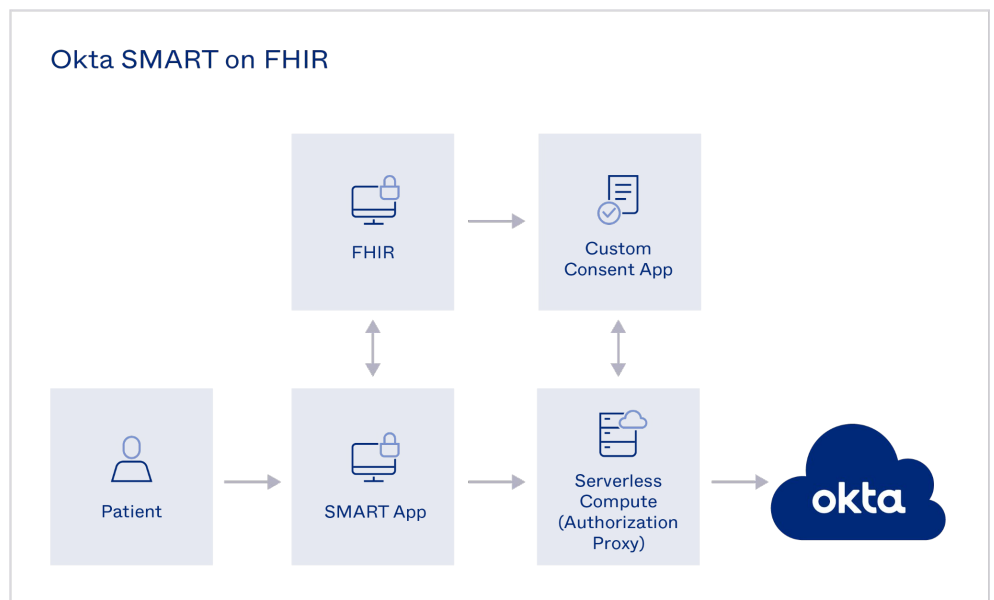 Okta SMART on FHIR
FHIR
Custom
Consent App
Patient
SMART App
Serverless
Compute
(Authorization
Proxy)
okta